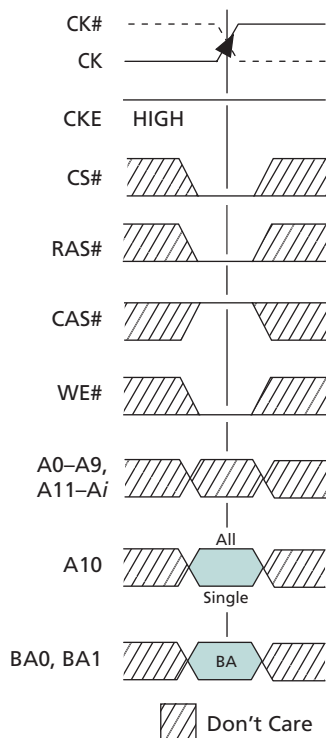 CK#
CK
CKE HIGH
CS#
RAS#
CAS#
WE#
A0–A9,
A11–Ai
All
A10
Single
BA0, BA1 BA
Don't Care